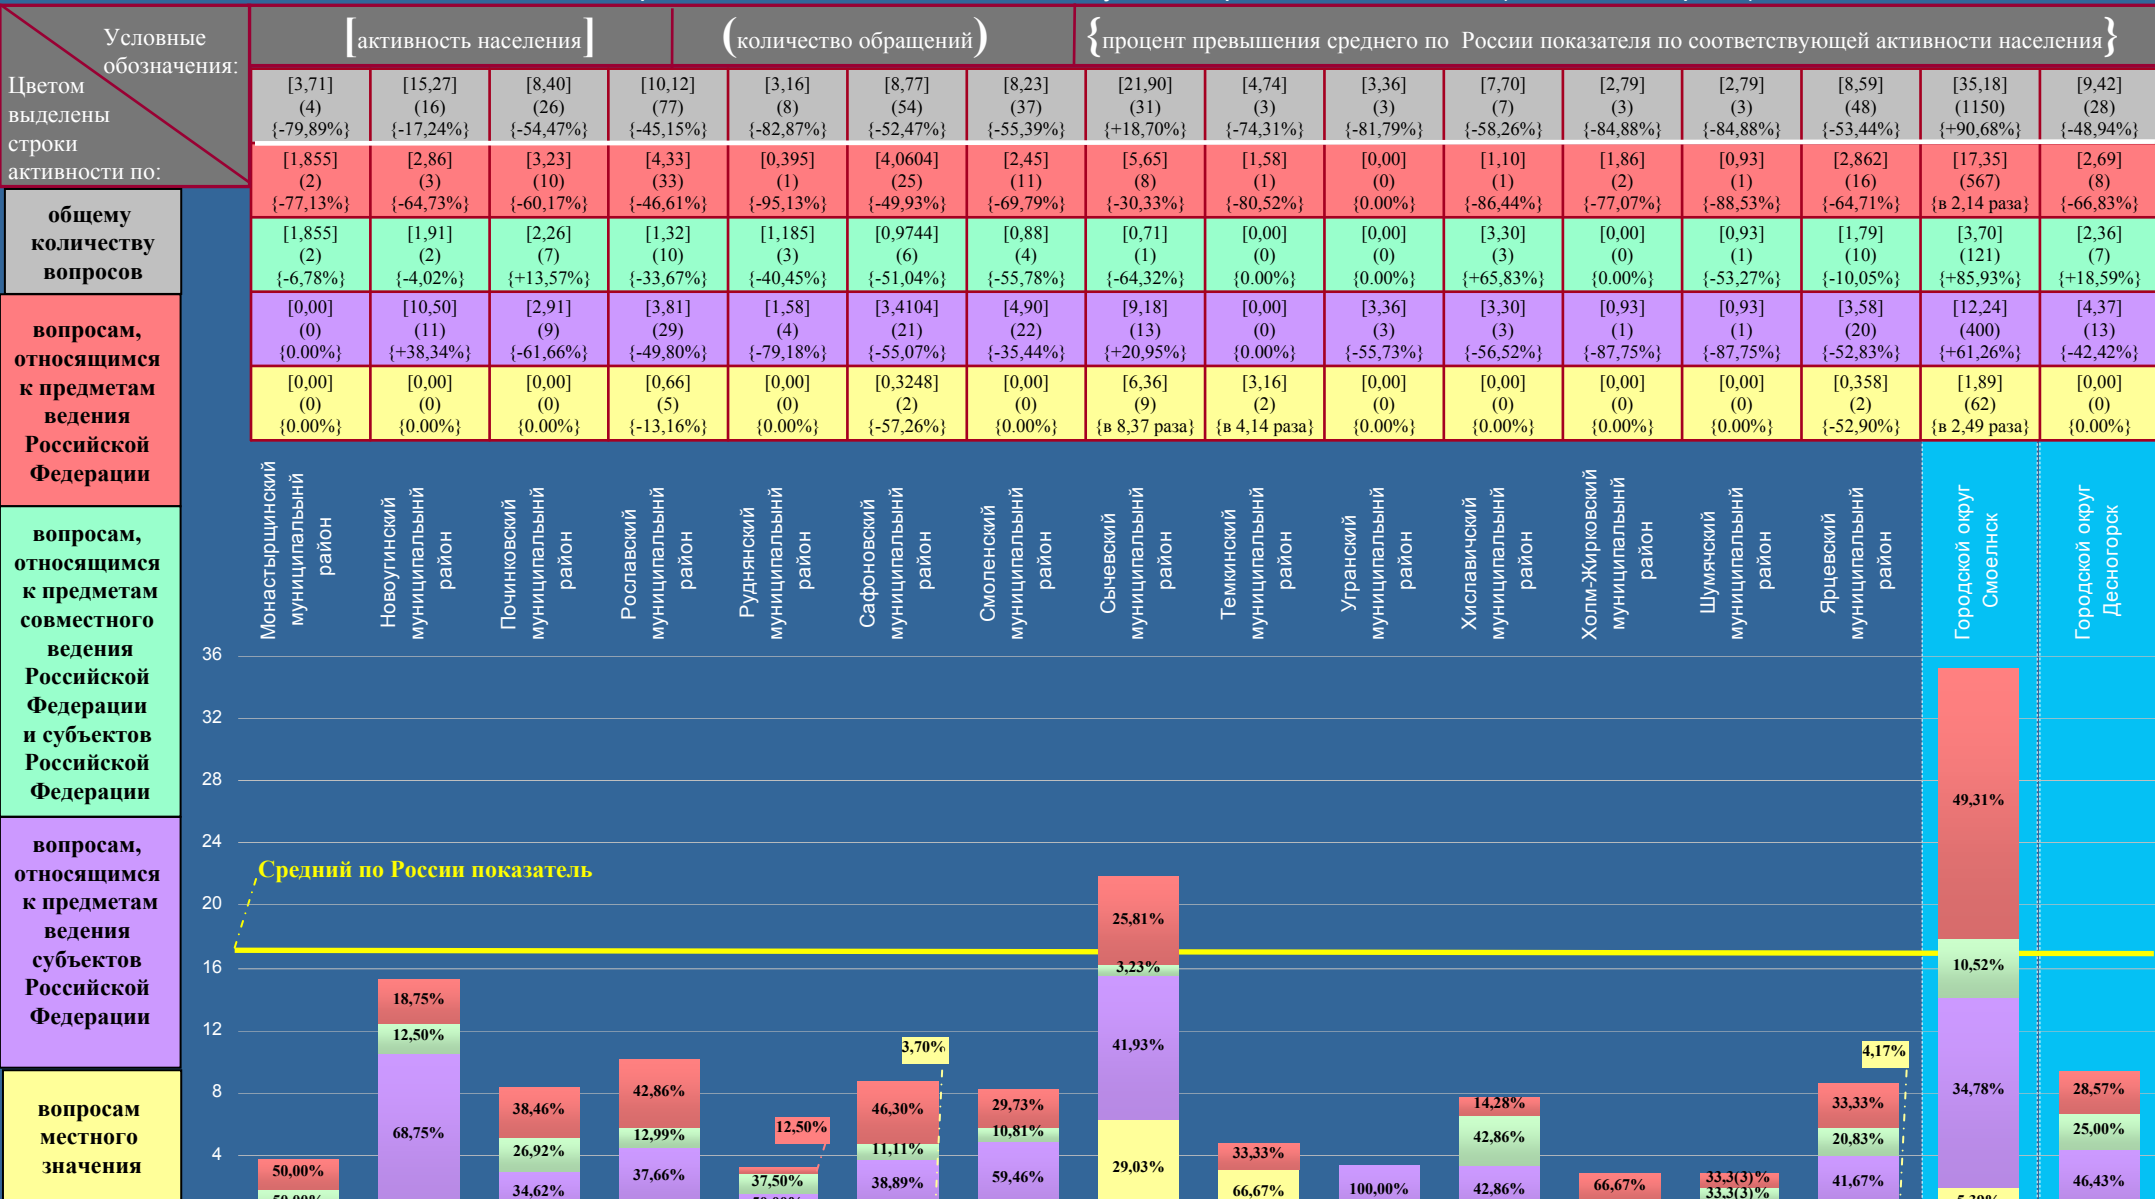 Условные
обозначения:
Цветом
выделены
строки
активности по:
[активность населения]
(количество обращений)
{процент превышения среднего по России показателя по соответствующей активности населения}
[3,71] [15,27] [8,40] [10,12] [3,16] [8,77] [8,23] [21,90] [4,74] [3,36] [7,70] [2,79] [2,79] [8,59] [35,18] [9,42]
(4) (16) (26) (77) (8) (54) (37) (31) (3) (3) (7) (3) (3) (48) (1150) (28)
{-79,89%} {-17,24%} {-54,47%} {-45,15%} {-82,87%} {-52,47%} {-55,39%} {+18,70%} {-74,31%} {-81,79%} {-58,26%} {-84,88%} {-84,88%} {-53,44%} {+90,68%} {-48,94%}
[1,855] [2,86] [3,23] [4,33] [0,395] [4,0604] [2,45] [5,65] [1,58] [0,00] [1,10] [1,86] [0,93] [2,862] [17,35] [2,69]
(2) (3) (10) (33) (1) (25) (11) (8) (1) (0) (1) (2) (1) (16) (567) (8)
{-77,13%} {-64,73%} {-60,17%} {-46,61%} {-95,13%} {-49,93%} {-69,79%} {-30,33%} {-80,52%} {0.00%} {-86,44%} {-77,07%} {-88,53%} {-64,71%} {в 2,14 раза} {-66,83%}
[1,855] [1,91] [2,26] [1,32] [1,185] [0,9744] [0,88] [0,71] [0,00] [0,00] [3,30] [0,00] [0,93] [1,79] [3,70] [2,36]
(2) (2) (7) (10) (3) (6) (4) (1) (0) (0) (3) (0) (1) (10) (121) (7)
{-6,78%} {-4,02%} {+13,57%} {-33,67%} {-40,45%} {-51,04%} {-55,78%} {-64,32%} {0.00%} {0.00%} {+65,83%} {0.00%} {-53,27%} {-10,05%} {+85,93%} {+18,59%}
[0,00] [10,50] [2,91] [3,81] [1,58] [3,4104] [4,90] [9,18] [0,00] [3,36] [3,30] [0,93] [0,93] [3,58] [12,24] [4,37]
(0) (11) (9) (29) (4) (21) (22) (13) (0) (3) (3) (1) (1) (20) (400) (13)
{0.00%} {+38,34%} {-61,66%} {-49,80%} {-79,18%} {-55,07%} {-35,44%} {+20,95%} {0.00%} {-55,73%} {-56,52%} {-87,75%} {-87,75%} {-52,83%} {+61,26%} {-42,42%}
[0,00] [0,00] [0,00] [0,66] [0,00] [0,3248] [0,00] [6,36] [3,16] [0,00] [0,00] [0,00] [0,00] [0,358] [1,89] [0,00]
(0) (0) (0) (5) (0) (2) (0) (9) (2) (0) (0) (0) (0) (2) (62) (0)
{0.00%} {0.00%} {0.00%} {-13,16%} {0.00%} {-57,26%} {0.00%} {в 8,37 раза} {в 4,14 раза} {0.00%} {0.00%} {0.00%} {0.00%} {-52,90%} {в 2,49 раза} {0.00%}
общему
количеству
вопросов
вопросам,
относящимся
к предметам
ведения
Российской
Федерации
вопросам,
относящимся
к предметам
совместного
ведения
Российской
Федерации
и субъектов
Российской
Федерации
вопросам,
относящимся
к предметам
ведения
субъектов
Российской
Федерации
вопросам
местного
значения
Монастырщинский
муниципальынй
район
Новоугинский
муниципальынй
район
Починковский
муниципальынй
район
Рославский
муниципальынй
район
Руднянский
муниципальынй
район
Сафоновский
муниципальынй
район
Смоленский
муниципальынй
район
Сычевский
муниципальынй
район
Темкинский
муниципальынй
район
Угранский
муниципальынй
район
Хиславичский
муниципальынй
район
Холм-Жирковский
муниципальынй
район
Шумячский
муниципальынй
район
Ярцевский
муниципальынй
район
Городской округ
Смоелнск
Городской округ
Десногорск
36
32
28
24
20
16
12
8
4
Средний по России показатель
50,00%
50,00%
18,75%
12,50%
68,75%
38,46%
26,92%
34,62%
42,86%
12,99%
37,66%
12,50%
37,50%
3,70%
46,30%
11,11%
38,89%
29,73%
10,81%
59,46%
25,81%
3,23%
41,93%
29,03%
33,33%
66,67%
100,00%
14,28%
42,86%
42,86%
66,67%
33,3(3)%
33,3(3)%
4,17%
33,33%
20,83%
41,67%
49,31%
10,52%
34,78%
5,39%
28,57%
25,00%
46,43%